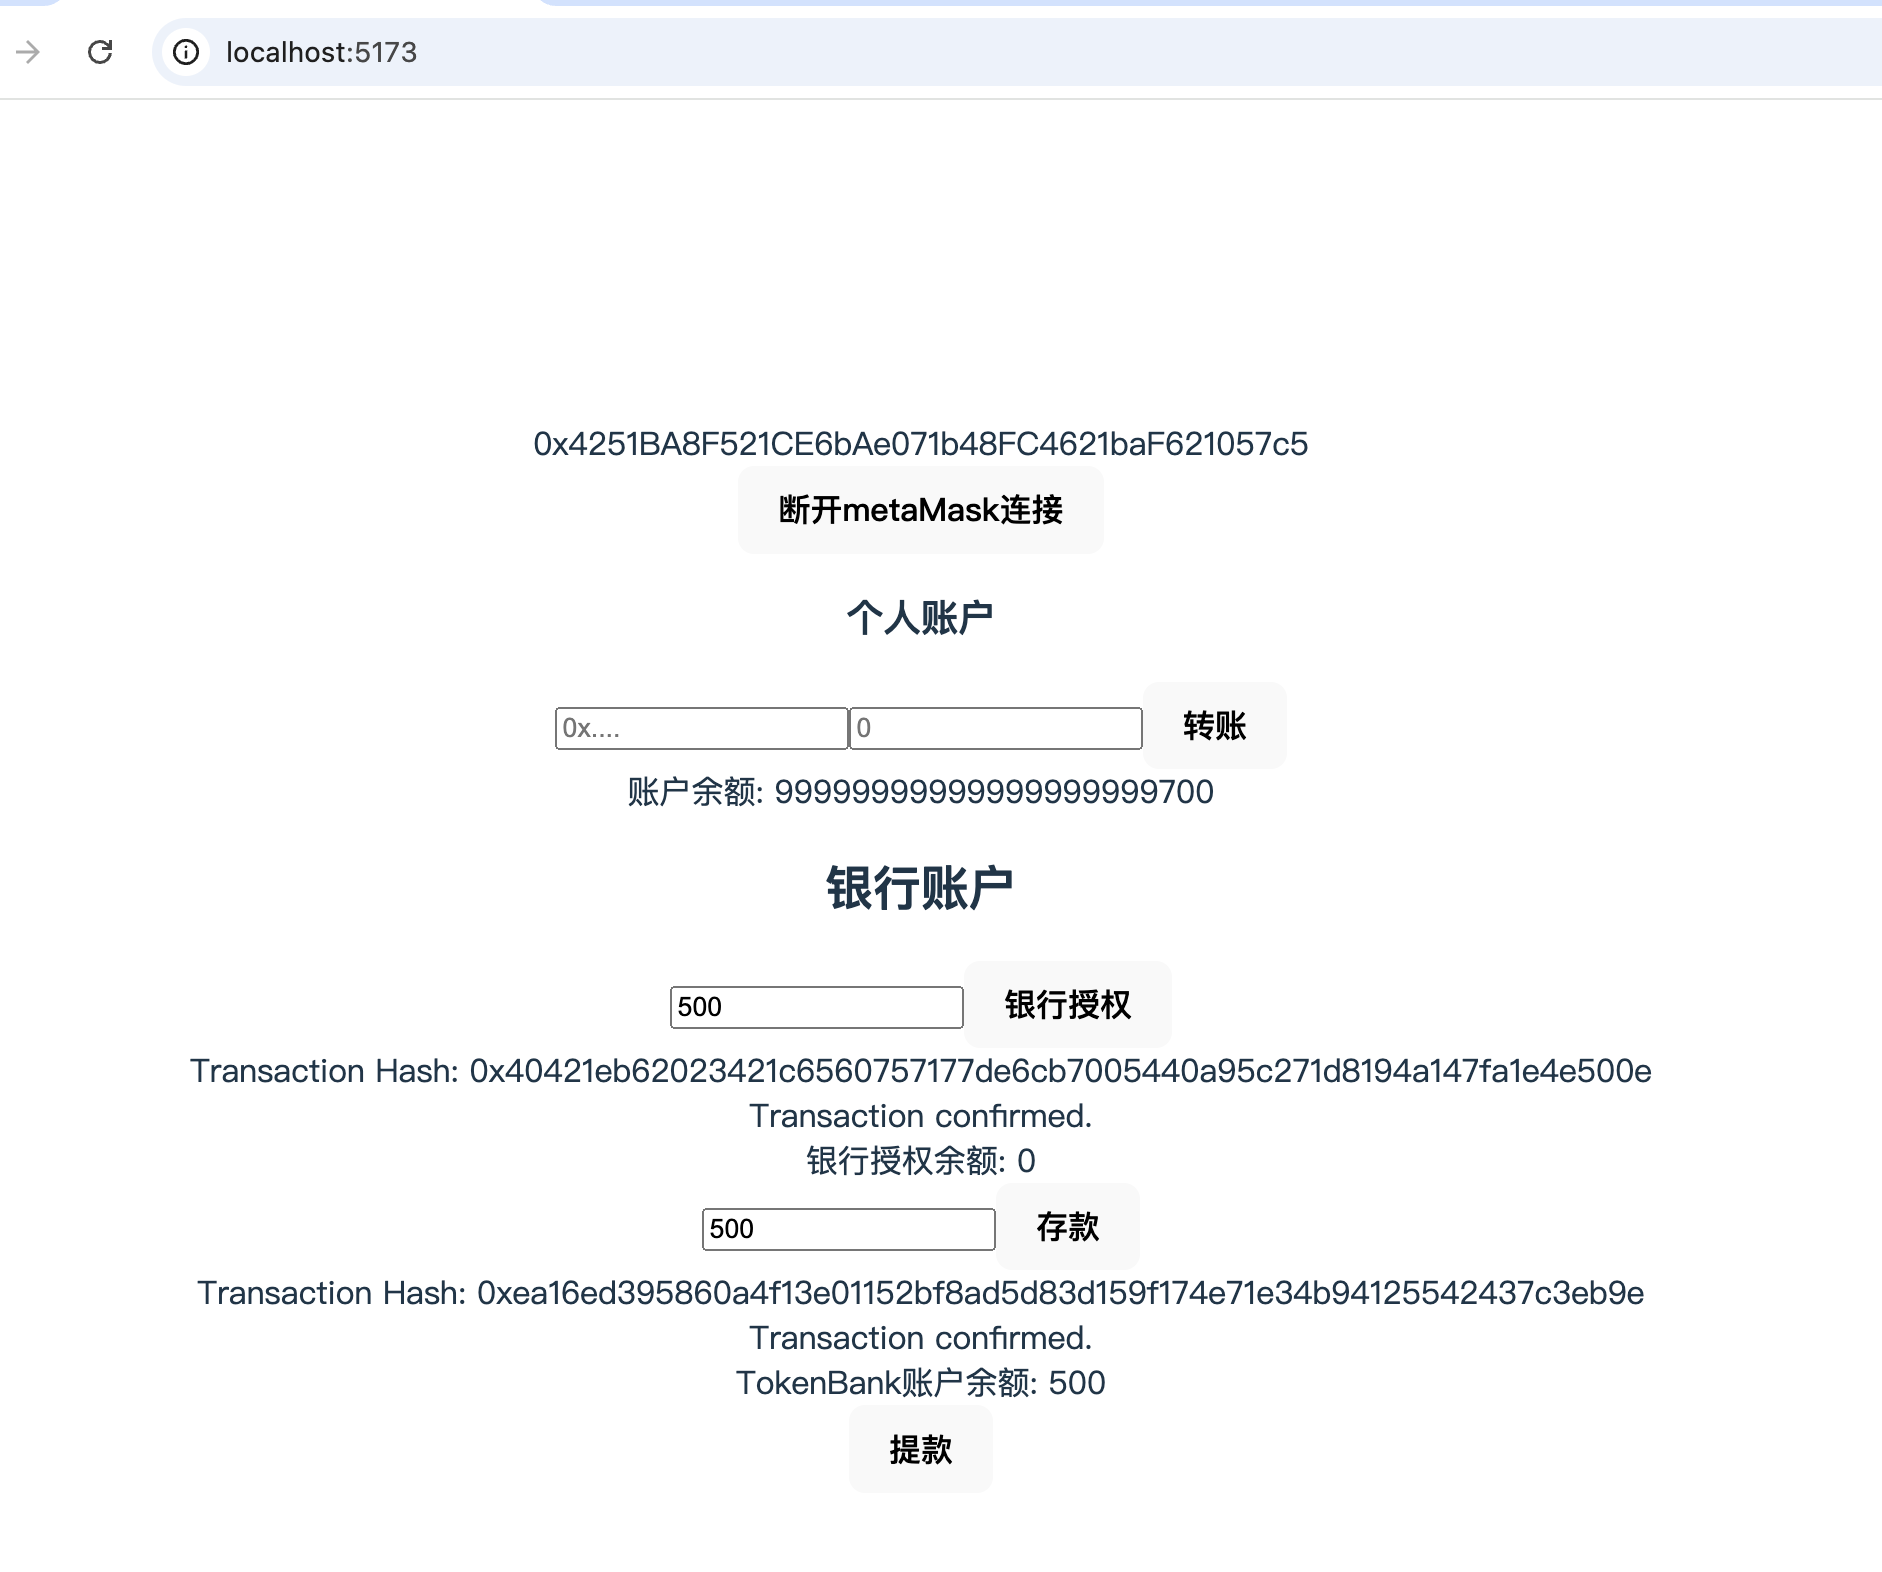 localhost:5173
0x4251BA8F521CE6bAe071b48FC4621baF621057c5
断开metaMask连接
个人账户
0x.... 0 转账
账户余额: 99999999999999999999700
银行账户
500 银行授权
Transaction Hash: 0x40421eb62023421c6560757177de6cb7005440a95c271d8194a147fa1e4e500e
Transaction confirmed.
银行授权余额: 0
500 存款
Transaction Hash: 0xea16ed395860a4f13e01152bf8ad5d83d159f174e71e34b94125542437c3eb9e
Transaction confirmed.
TokenBank账户余额: 500
提款